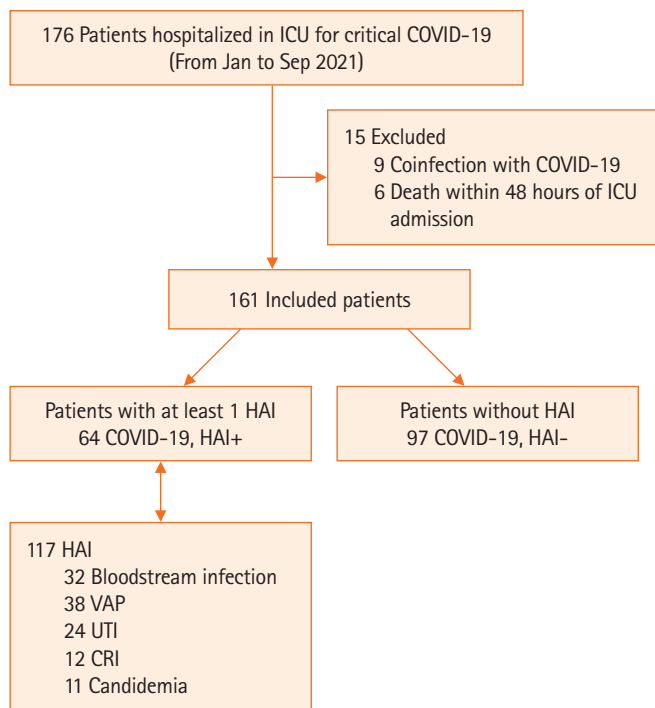 176 Patients hospitalized in ICU for critical COVID-19
(From Jan to Sep 2021)
15 Excluded
9 Coinfection with COVID-19
6 Death within 48 hours of ICU
admission
161 Included patients
Patients with at least 1 HAI
64 COVID-19, HAI+
Patients without HAI
97 COVID-19, HAI-
117 HAI
32 Bloodstream infection
38 VAP
24 UTI
12 CRI
11 Candidemia